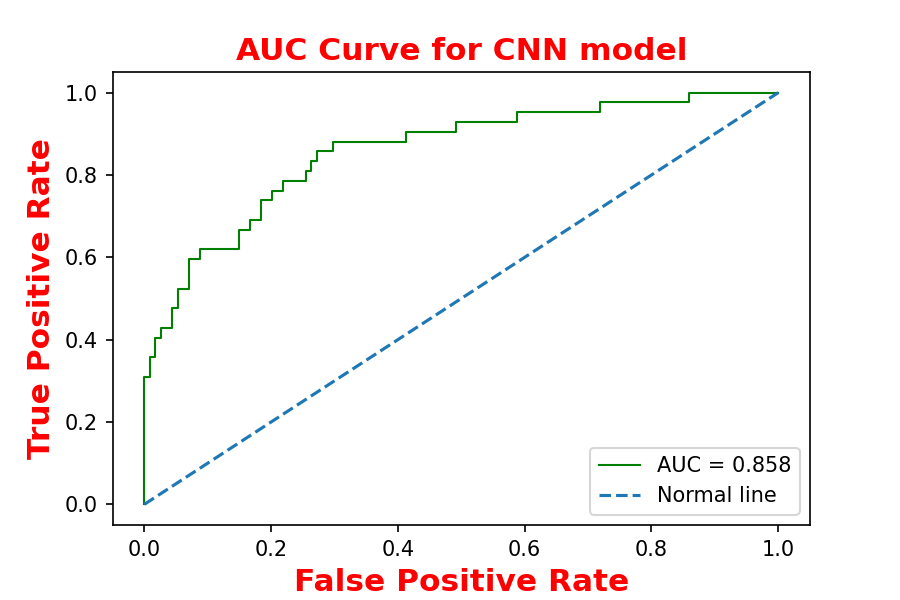 AUC Curve for CNN model
True Positive Rate
1.0
0.8
0.6
0.4
0.2
0.0
AUC = 0.858
Normal line
0.0 0.2 0.4 0.6 0.8 1.0
False Positive Rate